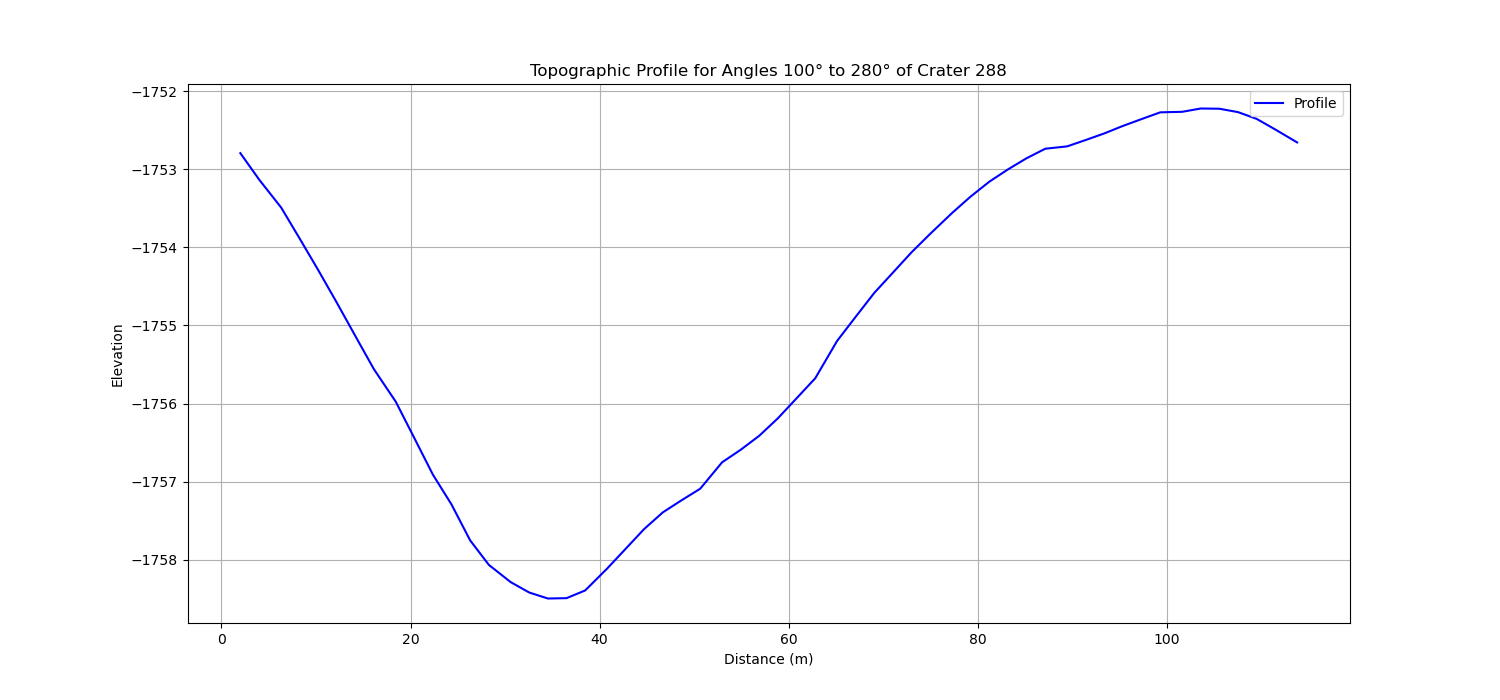 Topographic Profile for Angles 100° to 280° of Crater 288
Profile
Elevation
−1752
−1753
−1754
−1755
−1756
−1757
−1758
0 20 40 60 80 100
Distance (m)